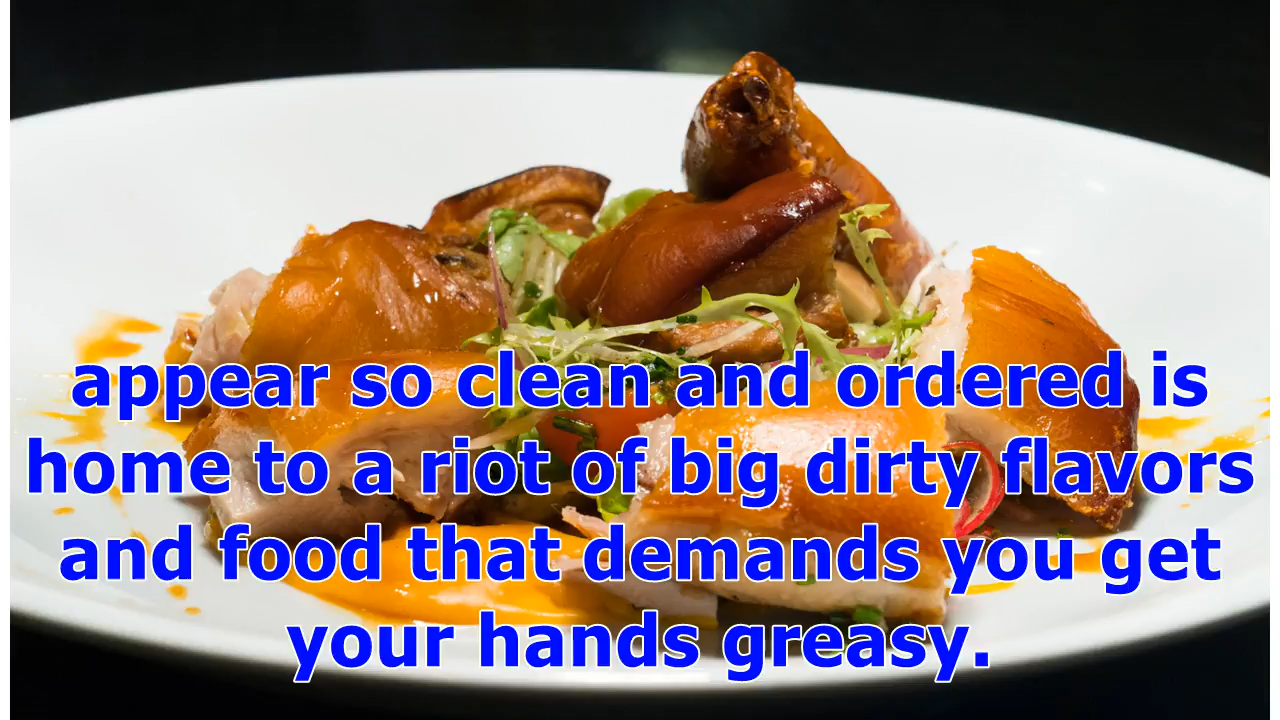 appear so clean and ordered is
home to a riot of big dirty flavors
and food that demands you get
your hands greasy.